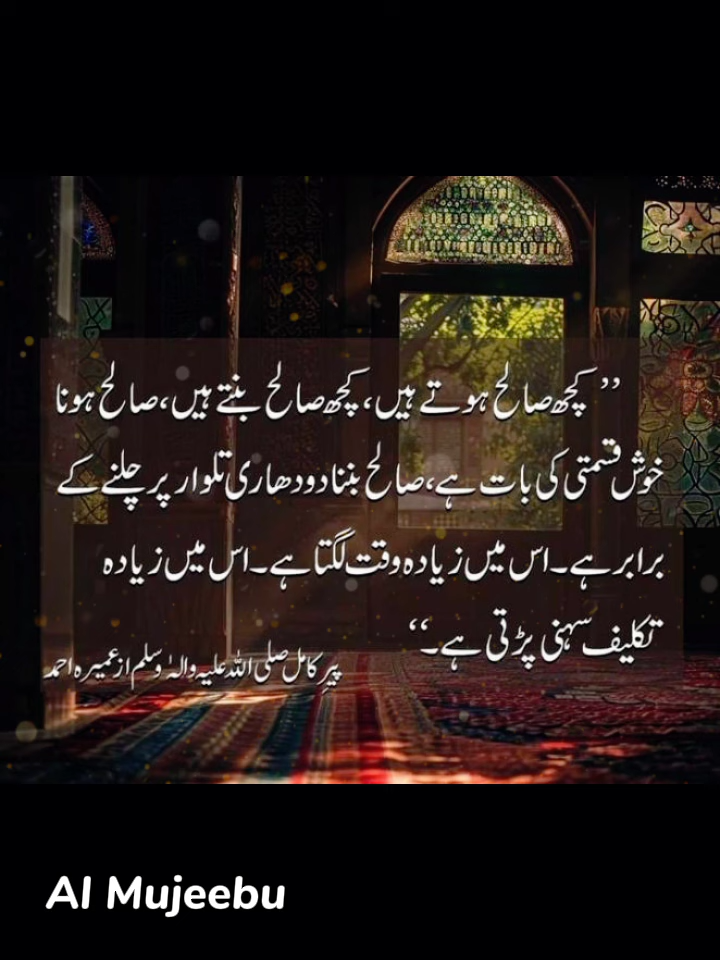 ” کچھ صالح ہوتے ہیں، کچھ صالح بنتے ہیں، صالح ہونا
خوش قسمتی کی بات ہے، صالح بننا دو دھاری تلوار پر چلنے کے
برابر ہے۔ اس میں زیادہ وقت لگتا ہے۔ اس میں زیادہ
تکلیف سہنی پڑتی ہے۔“
پیرِ کامل صلی اللہ علیہ والہٰ وسلم از عمیرہ احمد
Al Mujeebu